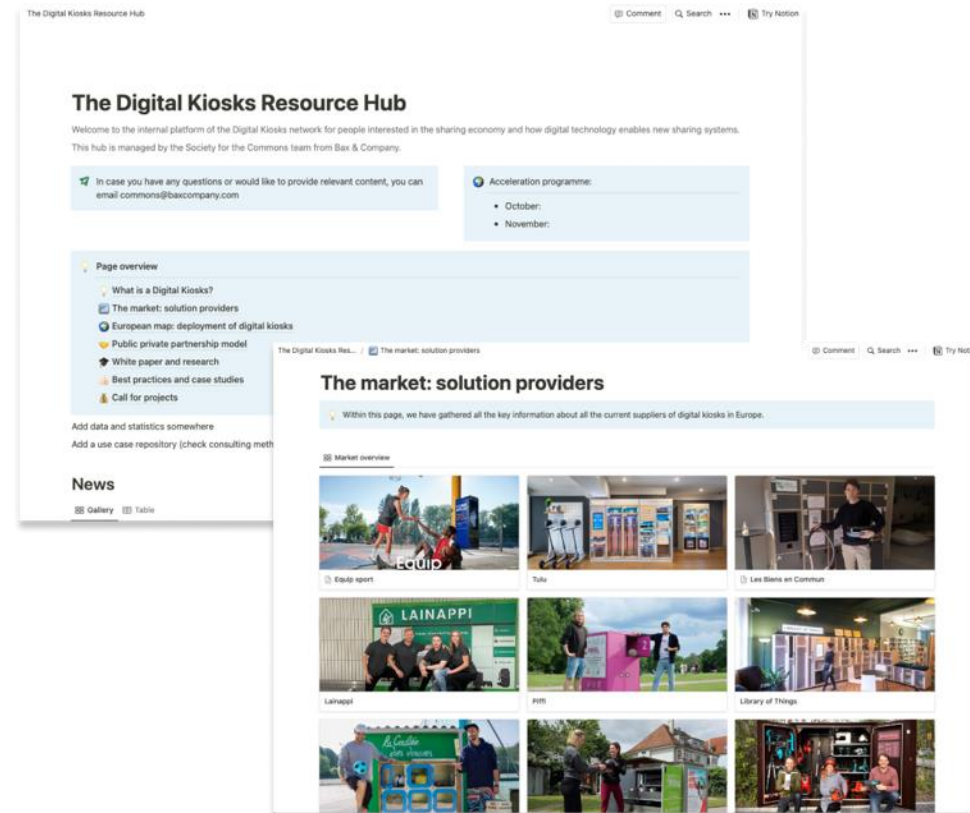 The Digital Kiosks Resource Hub
Comment Search ••• Try Notion
The Digital Kiosks Resource Hub
Welcome to the internal platform of the Digital Kiosks network for people interested in the sharing economy and how digital technology enables new sharing systems.
This hub is managed by the Society for the Commons team from Bax & Company.
In case you have any questions or would like to provide relevant content, you can
email commons@baxcompany.com
Acceleration programme:
• October:
• November:
Page overview
What is a Digital Kiosks?
The market: solution providers
European map: deployment of digital kiosks
Public private partnership model
White paper and research
Best practices and case studies
Call for projects
Add data and statistics somewhere
Add a use case repository (check consulting meth
News
Gallery Table
The Digital Kiosks Res... / The market: solution providers
Comment Search ••• Try Not
The market: solution providers
Within this page, we have gathered all the key information about all the current suppliers of digital kiosks in Europe.
Market overview
Equip
Equip sport
Tulu
Les Biens en Commun
LAINAPPI
Lainappi
Piffi
Library of Things